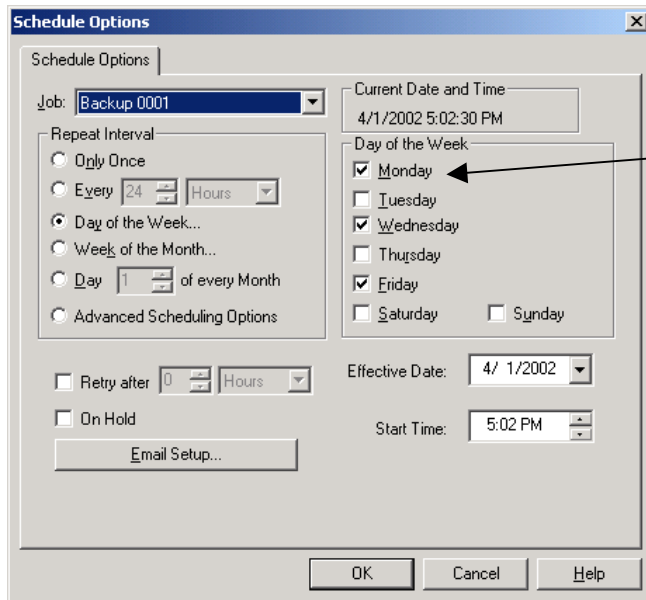 Schedule Options
Schedule Options
Job: Backup 0001
Current Date and Time
4/1/2002 5:02:30 PM
Repeat Interval
Only Once
Every 24 Hours
Day of the Week...
Week of the Month...
Day 1 of every Month
Advanced Scheduling Options
Day of the Week
Monday
Tuesday
Wednesday
Thursday
Friday
Saturday Sunday
Retry after 0 Hours
On Hold
Email Setup...
Effective Date: 4/ 1/2002
Start Time: 5:02 PM
OK Cancel Help